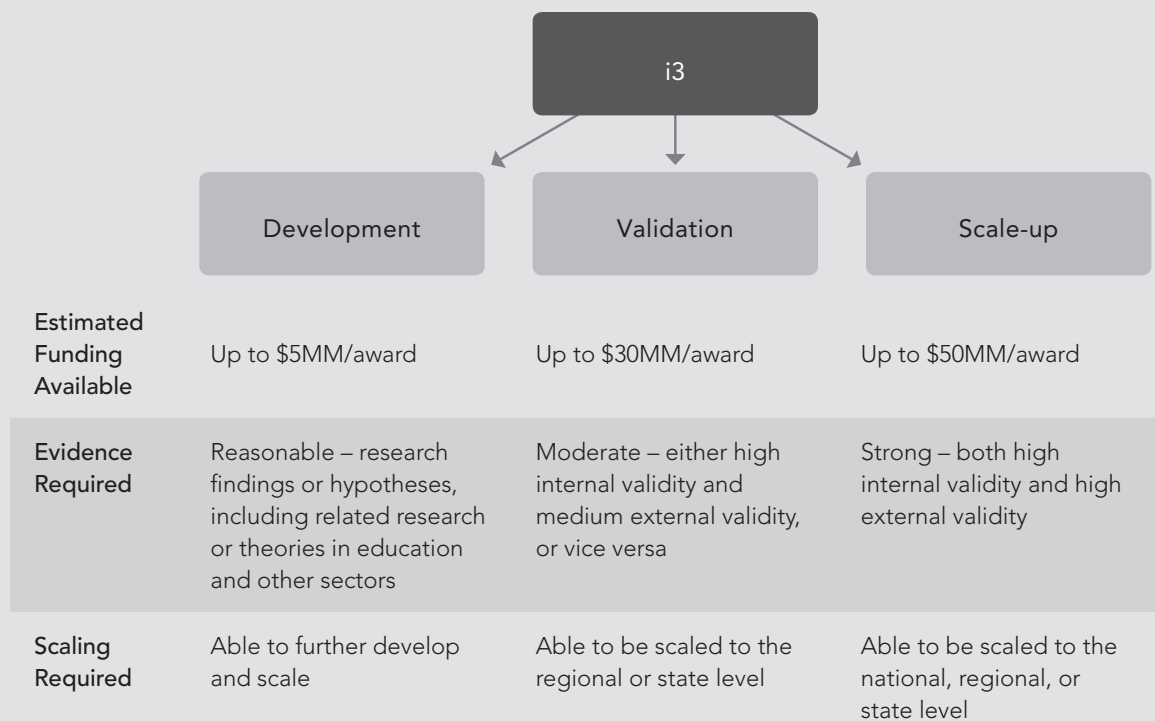 i3
Development
Validation
Scale-up
Estimated
Funding
Available
Up to $5MM/award
Up to $30MM/award
Up to $50MM/award
Evidence
Required
Reasonable – research
findings or hypotheses,
including related research
or theories in education
and other sectors
Moderate – either high
internal validity and
medium external validity,
or vice versa
Strong – both high
internal validity and high
external validity
Scaling
Required
Able to further develop
and scale
Able to be scaled to the
regional or state level
Able to be scaled to the
national, regional, or
state level